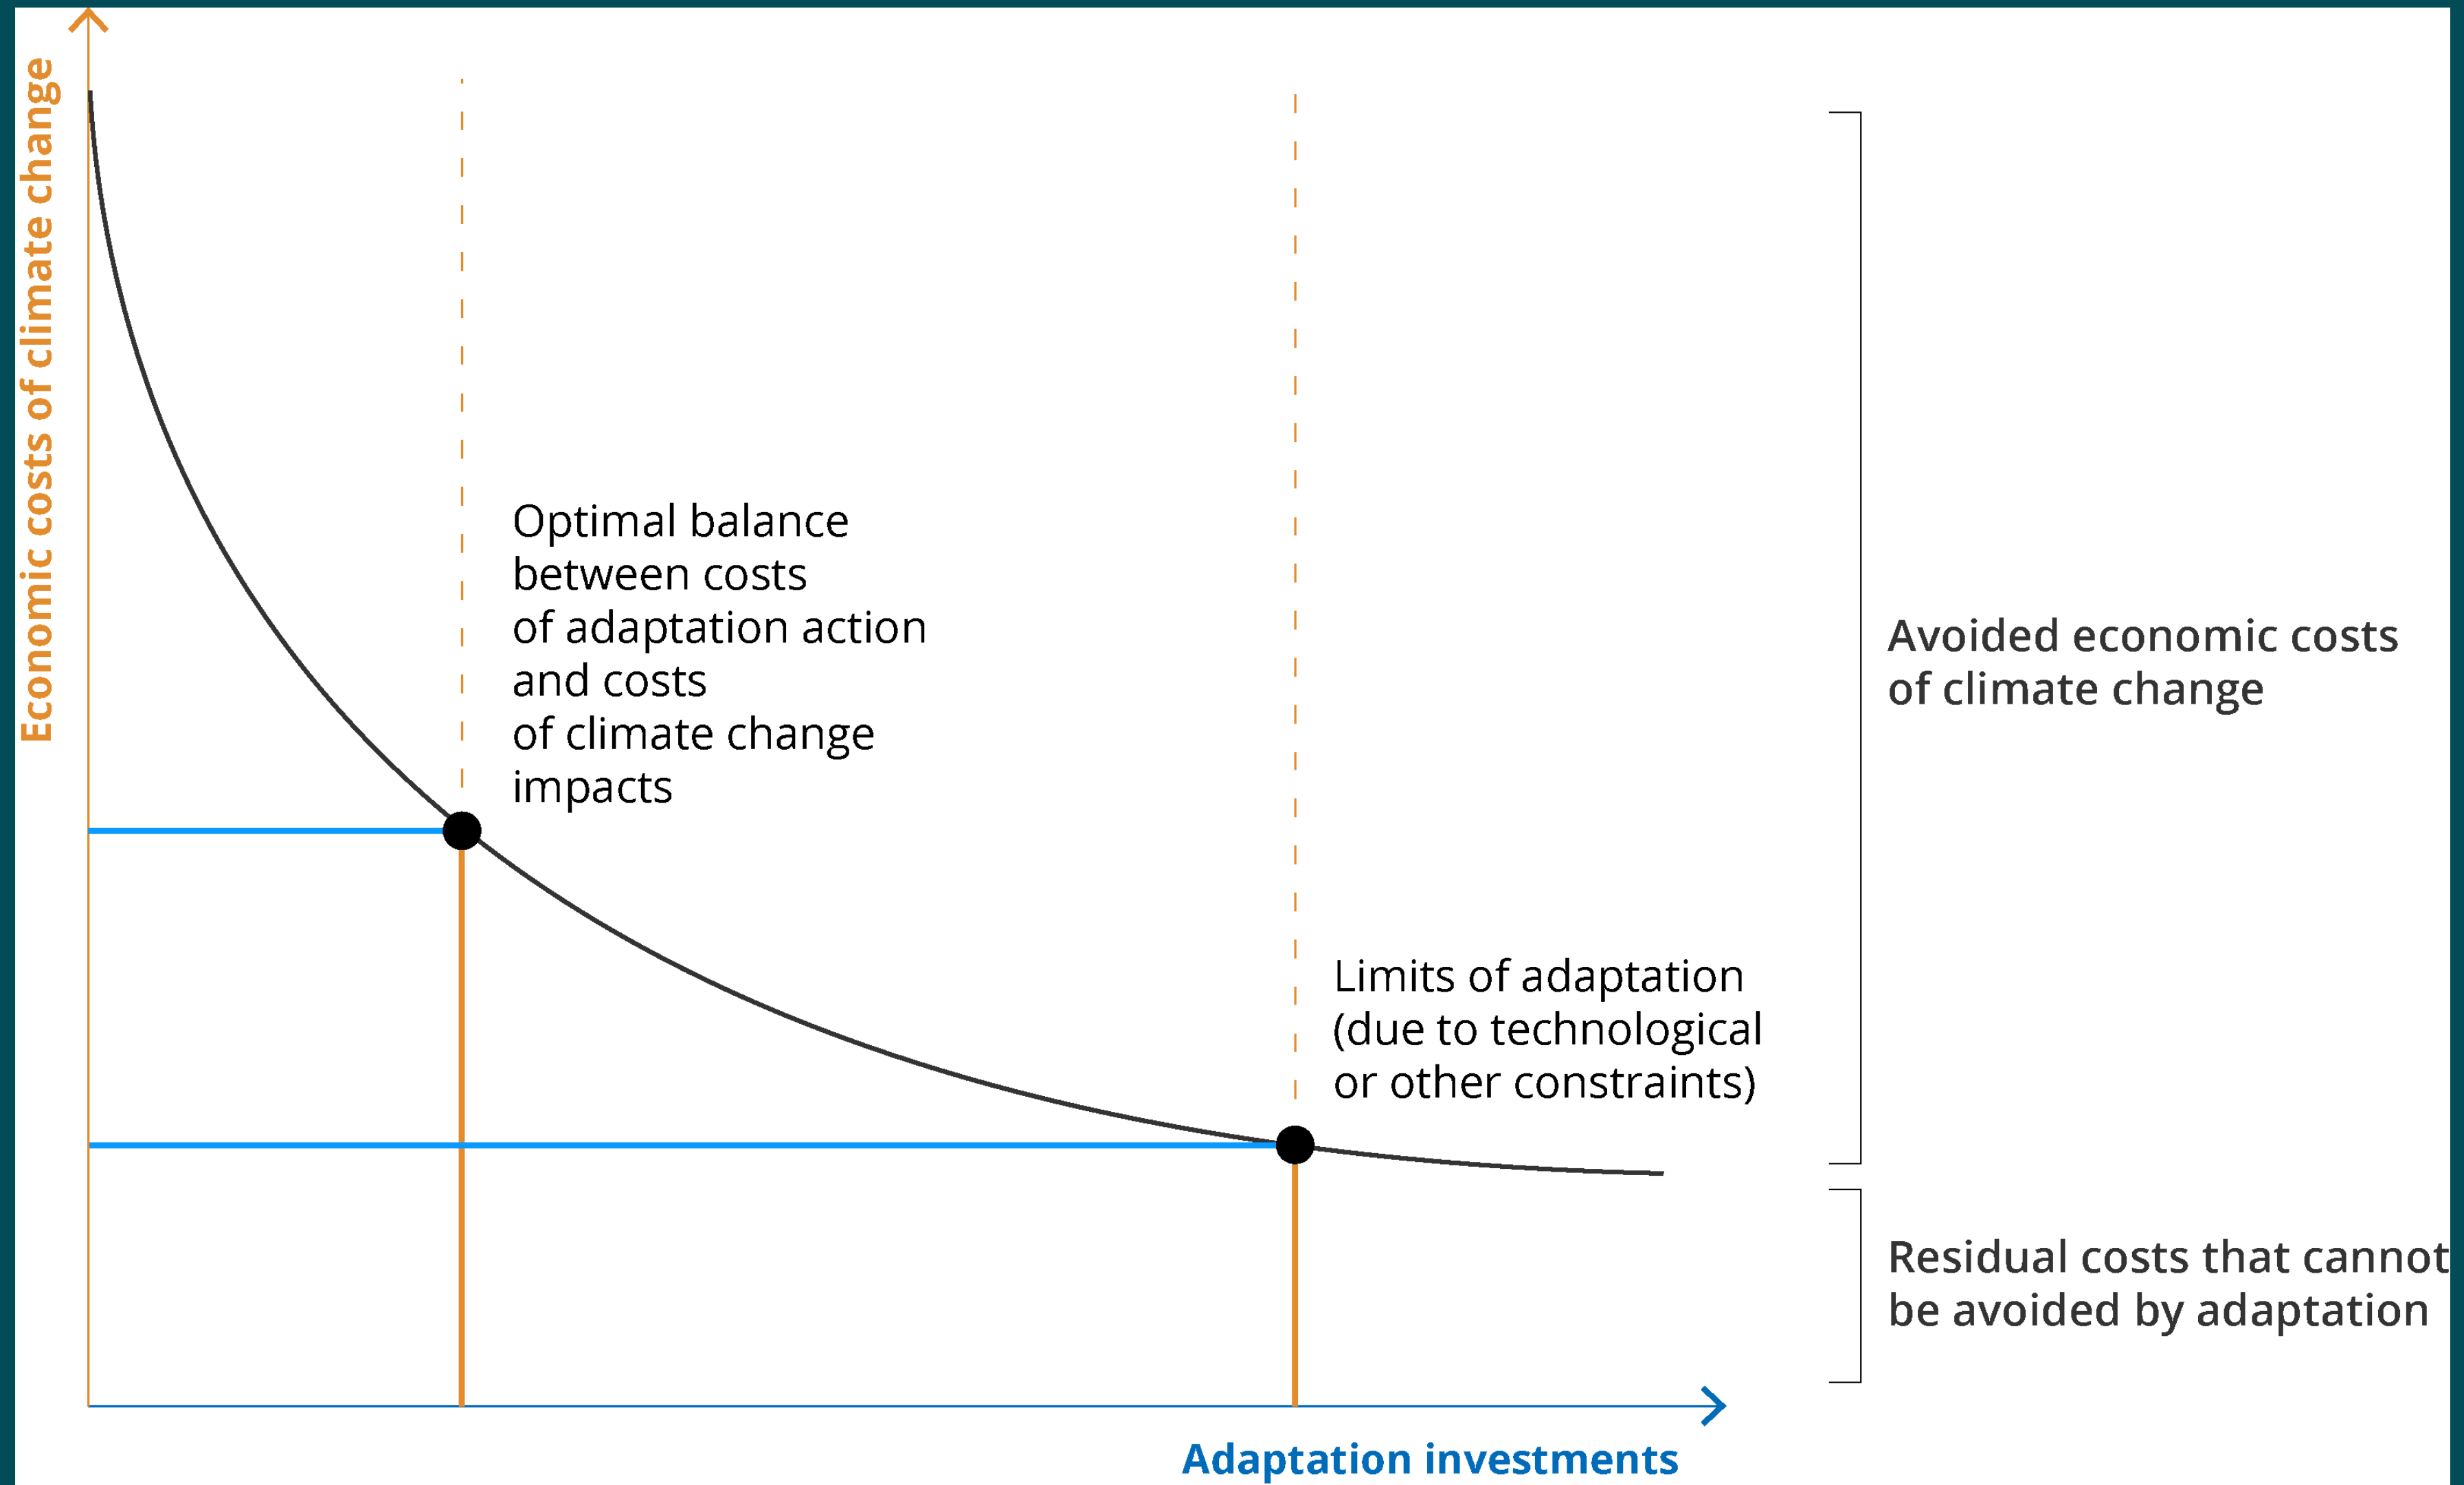 Economic costs of climate change
Optimal balance
between costs
of adaptation action
and costs
of climate change
impacts
Avoided economic costs
of climate change
Limits of adaptation
(due to technological
or other constraints)
Residual costs that cannot
be avoided by adaptation
Adaptation investments